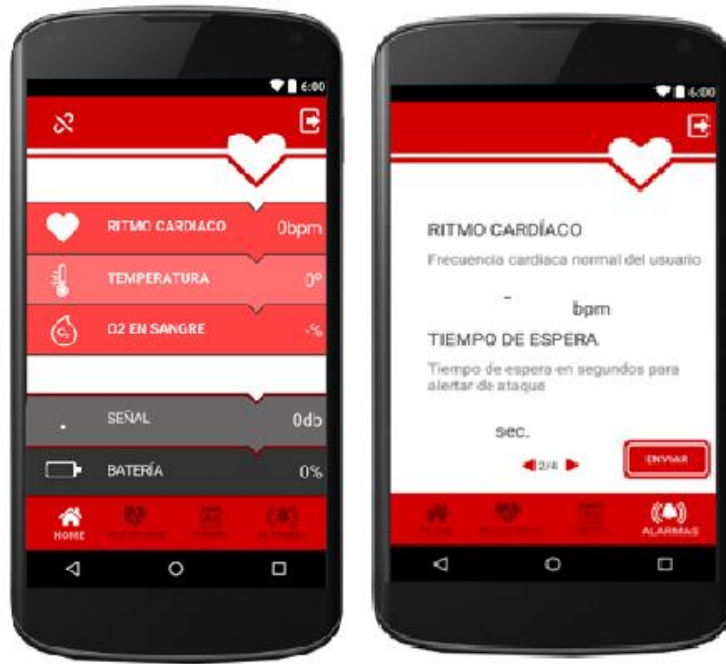 6:00
RITMO CARDIACO 0bpm
TEMPERATURA 0°
O2 EN SANGRE -%
SEÑAL 0db
BATERÍA 0%
HOME ALARMAS
6:00
RITMO CARDÍACO
Frecuencia cardiaca normal del usuario
- bpm
TIEMPO DE ESPERA
Tiempo de espera en segundos para
alertar de ataque
sec.
2/4 ENVIAR
ALARMAS